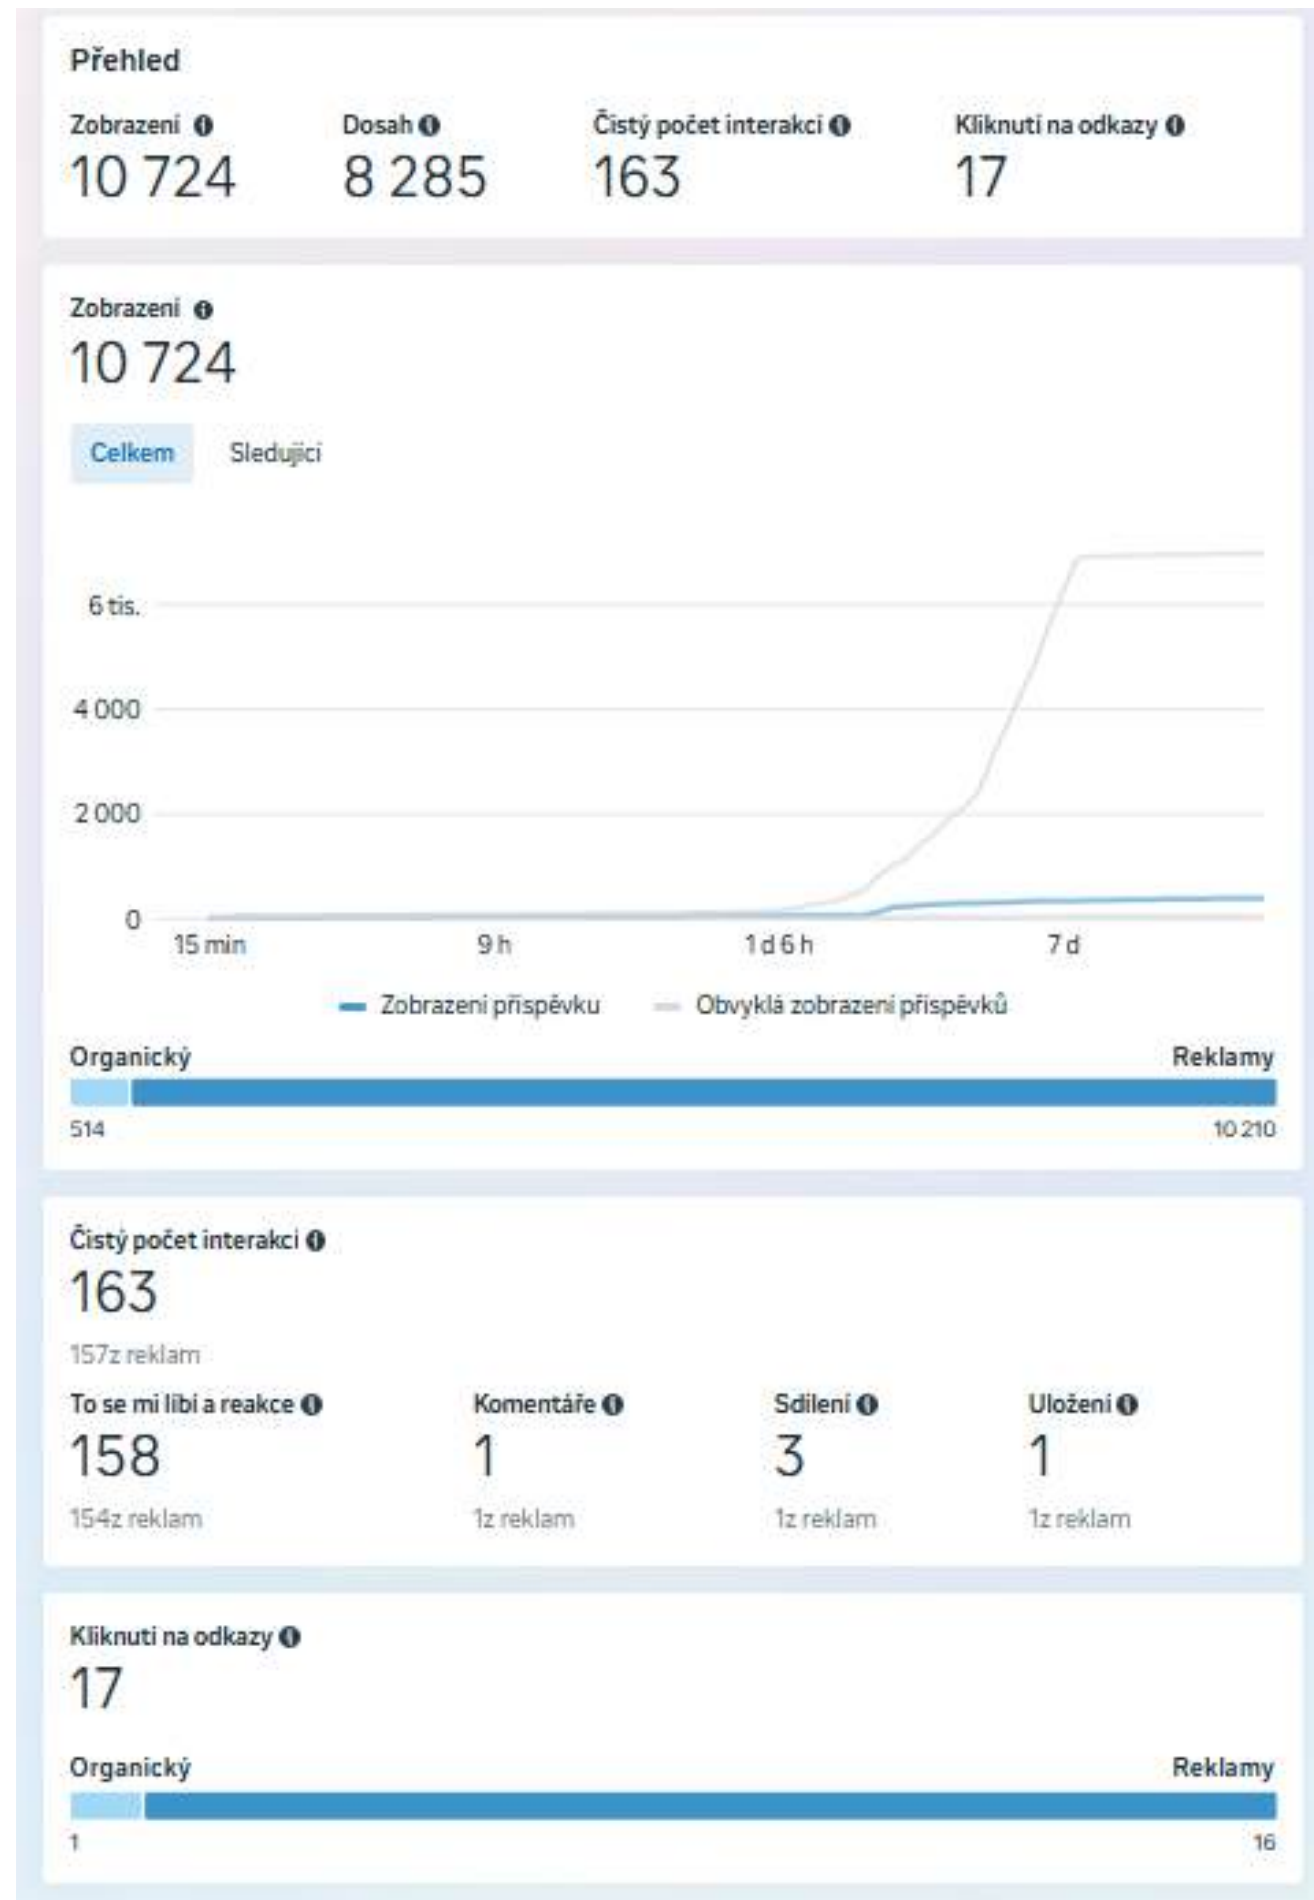 Přehled
Zobrazení
Dosah
Čistý počet interakcí
Kliknutí na odkazy
10 724
8 285
163
17
Zobrazení
10 724
Celkem
Sledující
6 tis.
4 000
2 000
0
15 min
9 h
1 d 6 h
7 d
Zobrazení příspěvku
Obvyklá zobrazení příspěvků
Organický
Reklamy
514
10 210
Čistý počet interakcí
163
157z reklam
To se mi líbí a reakce
Komentáře
Sdílení
Uložení
158
1
3
1
154z reklam
1z reklam
1z reklam
1z reklam
Kliknutí na odkazy
17
Organický
Reklamy
1
16